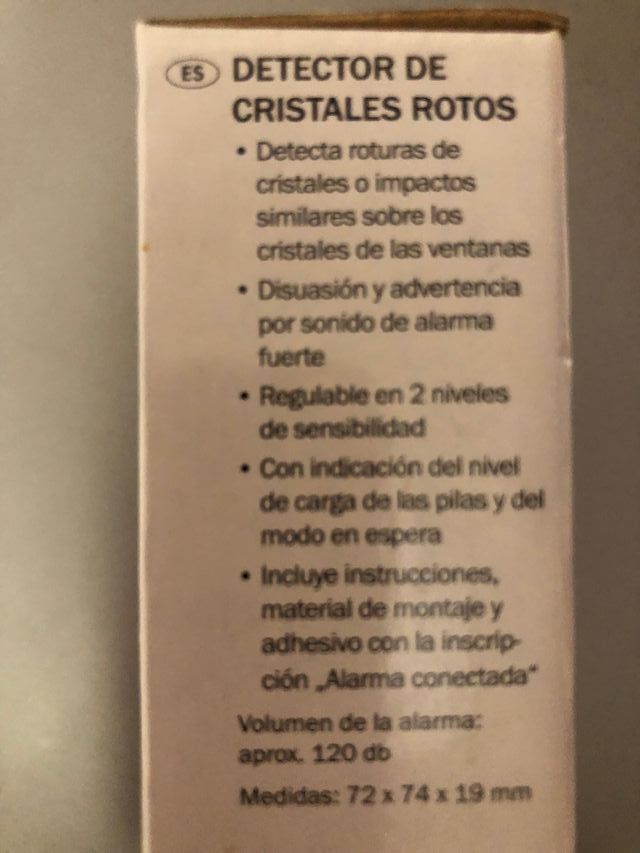 ES DETECTOR DE
CRISTALES ROTOS
• Detecta roturas de
cristales o impactos
similares sobre los
cristales de las ventanas
• Disuasión y advertencia
por sonido de alarma
fuerte
• Regulable en 2 niveles
de sensibilidad
• Con indicación del nivel
de carga de las pilas y del
modo en espera
• Incluye instrucciones,
material de montaje y
adhesivo con la inscrip-
ción „Alarma conectada“
Volumen de la alarma:
aprox. 120 db
Medidas: 72 x 74 x 19 mm